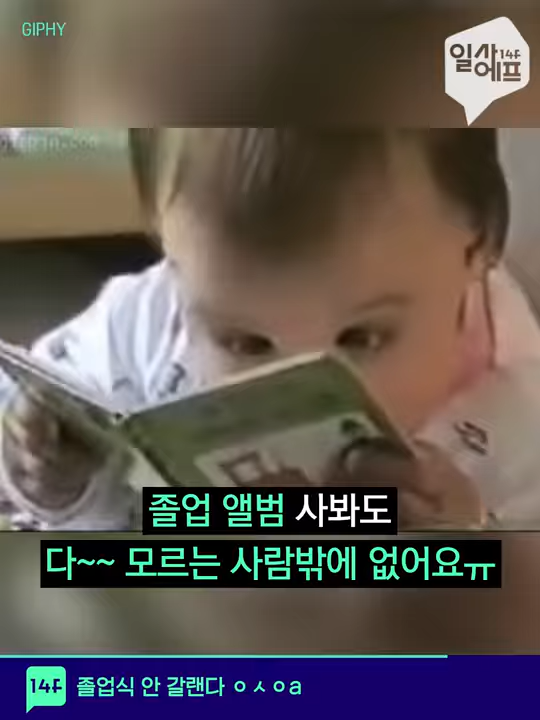 GIPHY
일사 14F
에프
졸업 앨범 사봐도
다~~ 모르는 사람밖에 없어요ㅠ
14F 졸업식 안 갈랜다 ㅇㅅㅇa